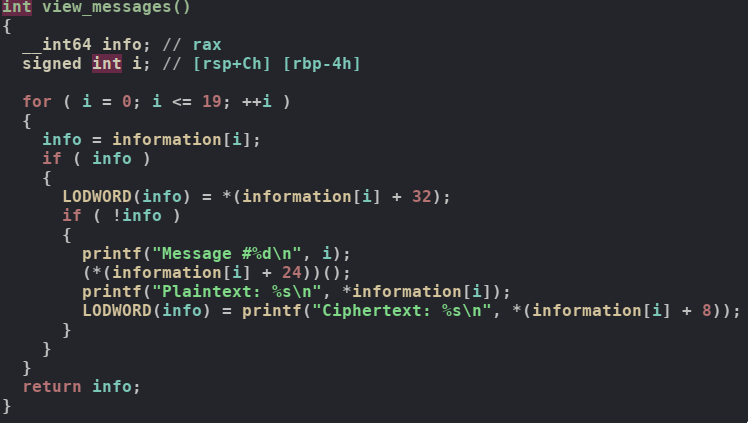 int view_messages()
{
  __int64 info; // rax
  signed int i; // [rsp+Ch] [rbp-4h]

  for ( i = 0; i <= 19; ++i )
  {
    info = information[i];
    if ( info )
    {
      LODWORD(info) = *(information[i] + 32);
      if ( !info )
      {
        printf("Message #%d\n", i);
        (*(information[i] + 24))();
        printf("Plaintext: %s\n", *information[i]);
        LODWORD(info) = printf("Ciphertext: %s\n", *(information[i] + 8));
      }
    }
  }
  return info;
}